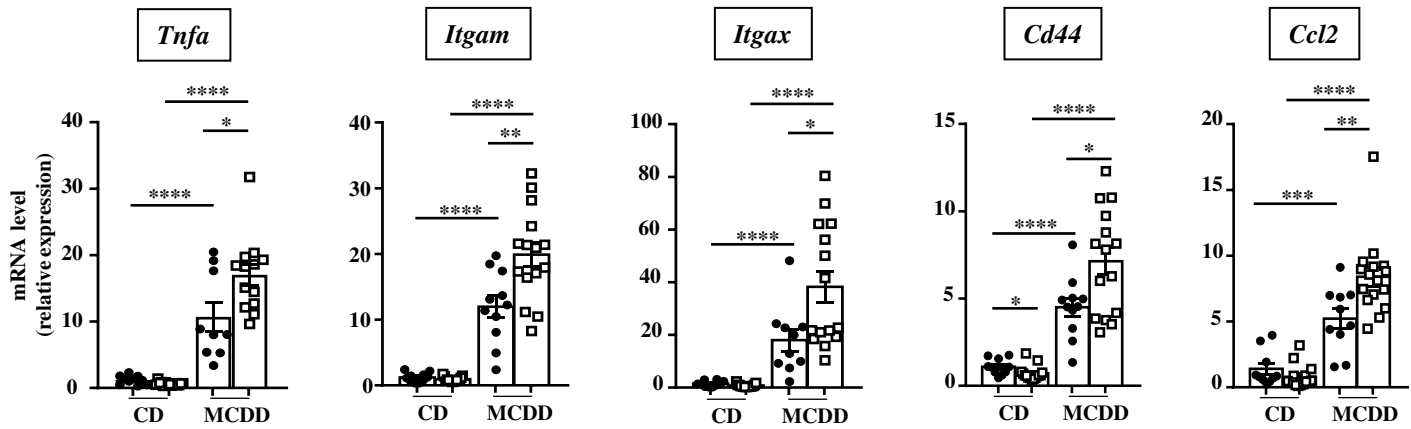 Tnfa
Itgam
Itgax
Cd44
Ccl2
mRNA level
(relative expression)
40
30
20
10
0
****
*
****
CD
MCDD
40
30
20
10
0
****
**
****
CD
MCDD
100
80
60
40
20
0
****
*
****
CD
MCDD
15
10
5
0
****
*
****
*
CD
MCDD
20
15
10
5
0
****
**
***
CD
MCDD